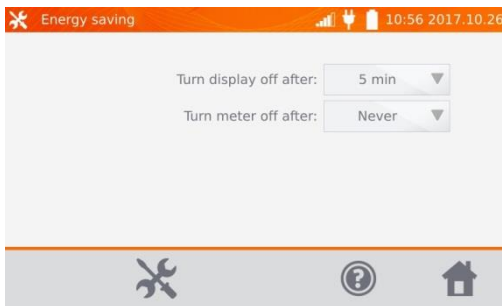 Energy saving 10:56 2017.10.26
Turn display off after: 5 min
Turn meter off after: Never